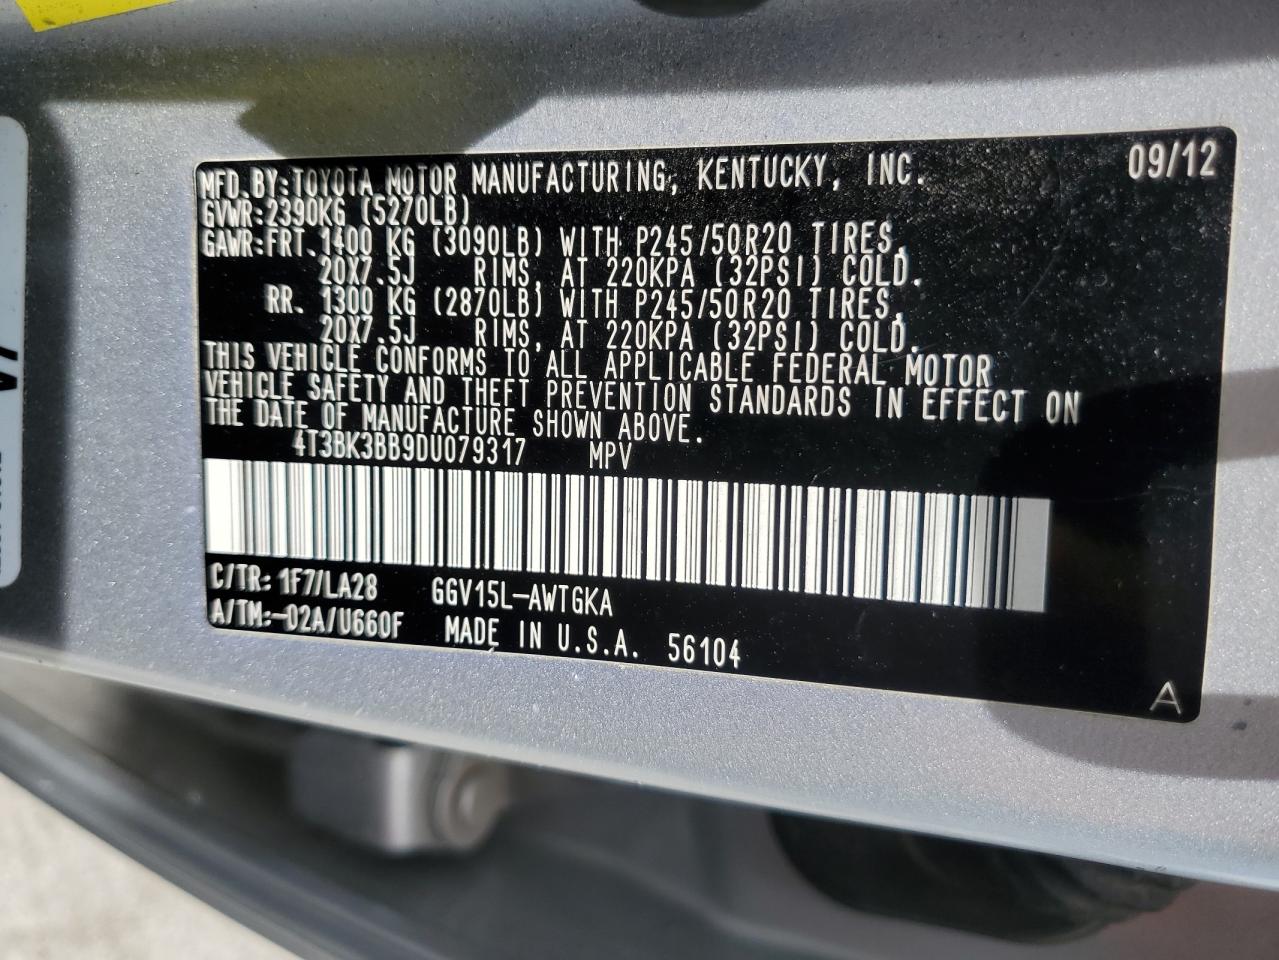 MFD.BY:TOYOTA MOTOR MANUFACTURING, KENTUCKY, INC. 09/12
GVWR:2390KG (5270LB)
GAWR:FRT.1400 KG (3090LB) WITH P245/50R20 TIRES,
20X7.5J RIMS, AT 220KPA (32PSI) COLD.
RR. 1300 KG (2870LB) WITH P245/50R20 TIRES,
20X7.5J RIMS, AT 220KPA (32PSI) COLD.
THIS VEHICLE CONFORMS TO ALL APPLICABLE FEDERAL MOTOR
VEHICLE SAFETY AND THEFT PREVENTION STANDARDS IN EFFECT ON
THE DATE OF MANUFACTURE SHOWN ABOVE.
4T3BK3BB9DU079317 MPV
C/TR: 1F7/LA28 GGV15L-AWTGKA
A/TM:-02A/U660F MADE IN U.S.A. 56104
A